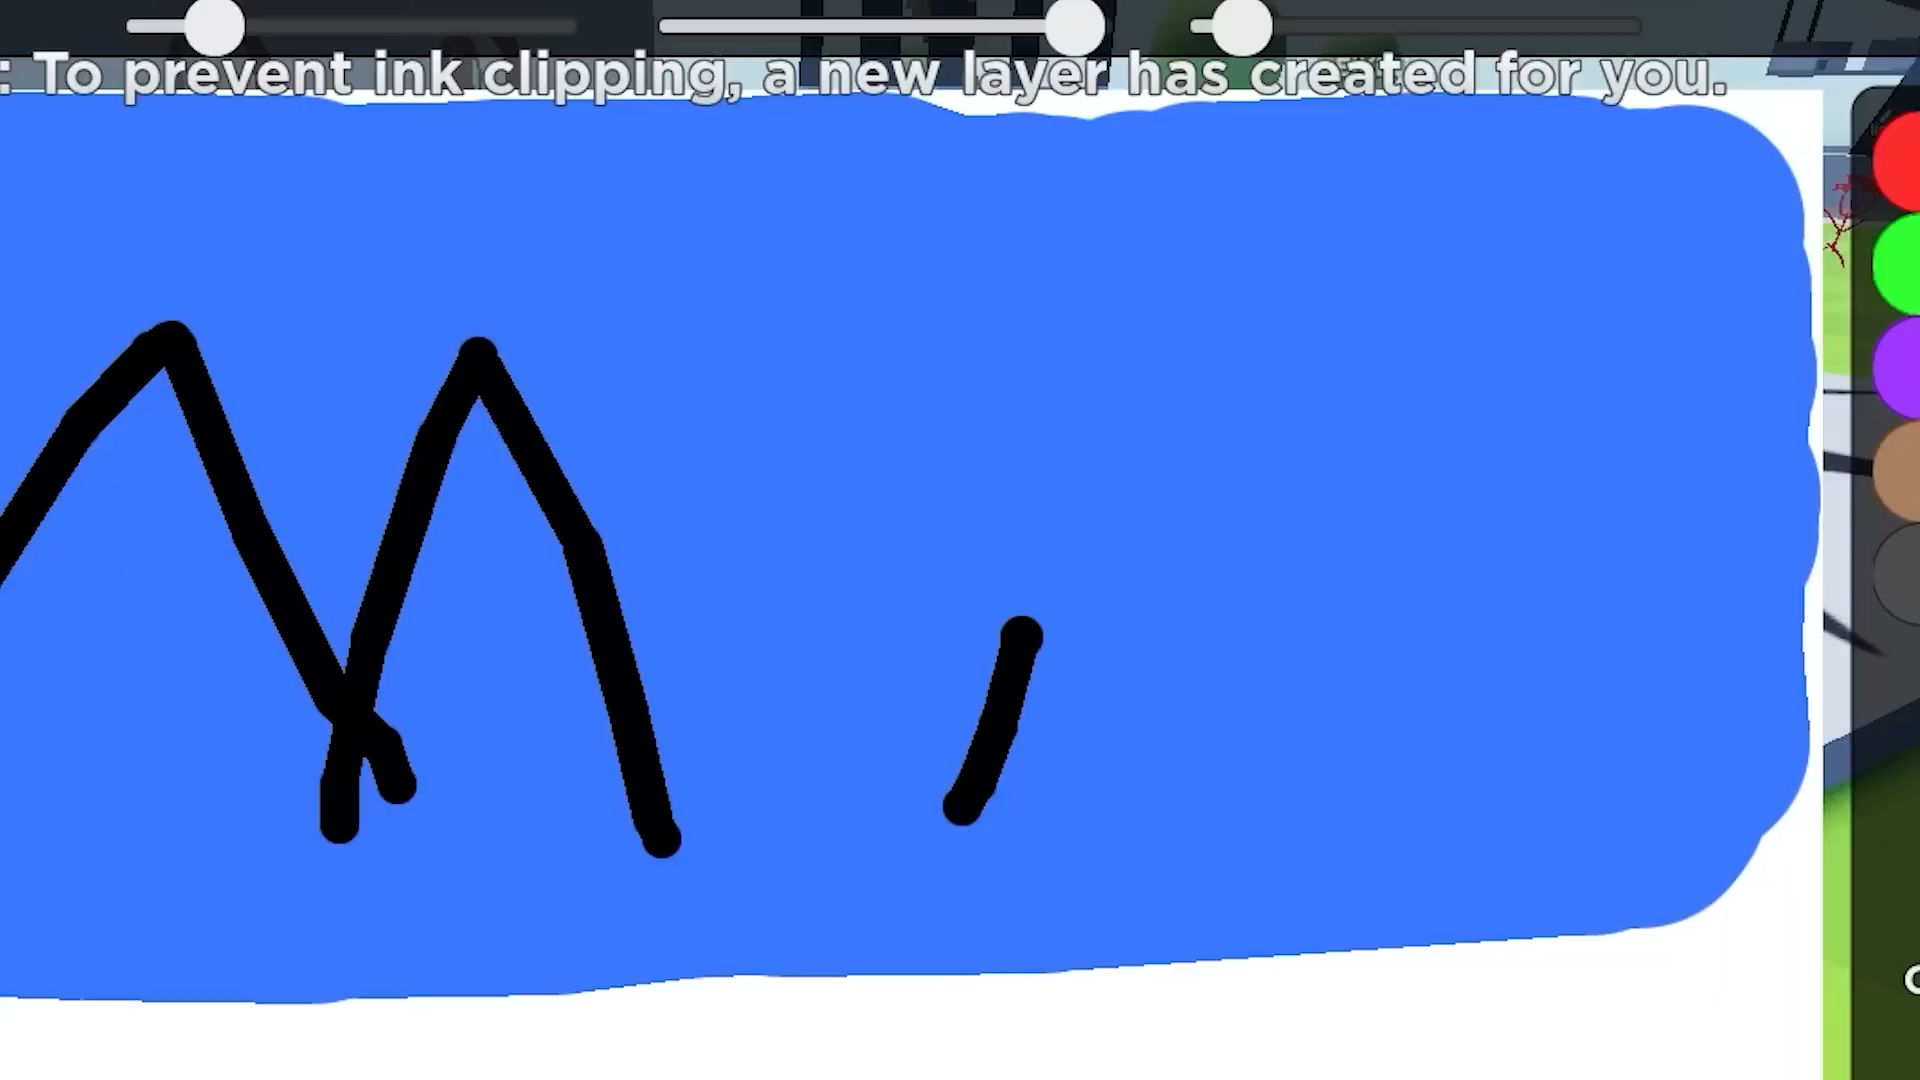 : To prevent ink clipping, a new layer has created for you.
M ,